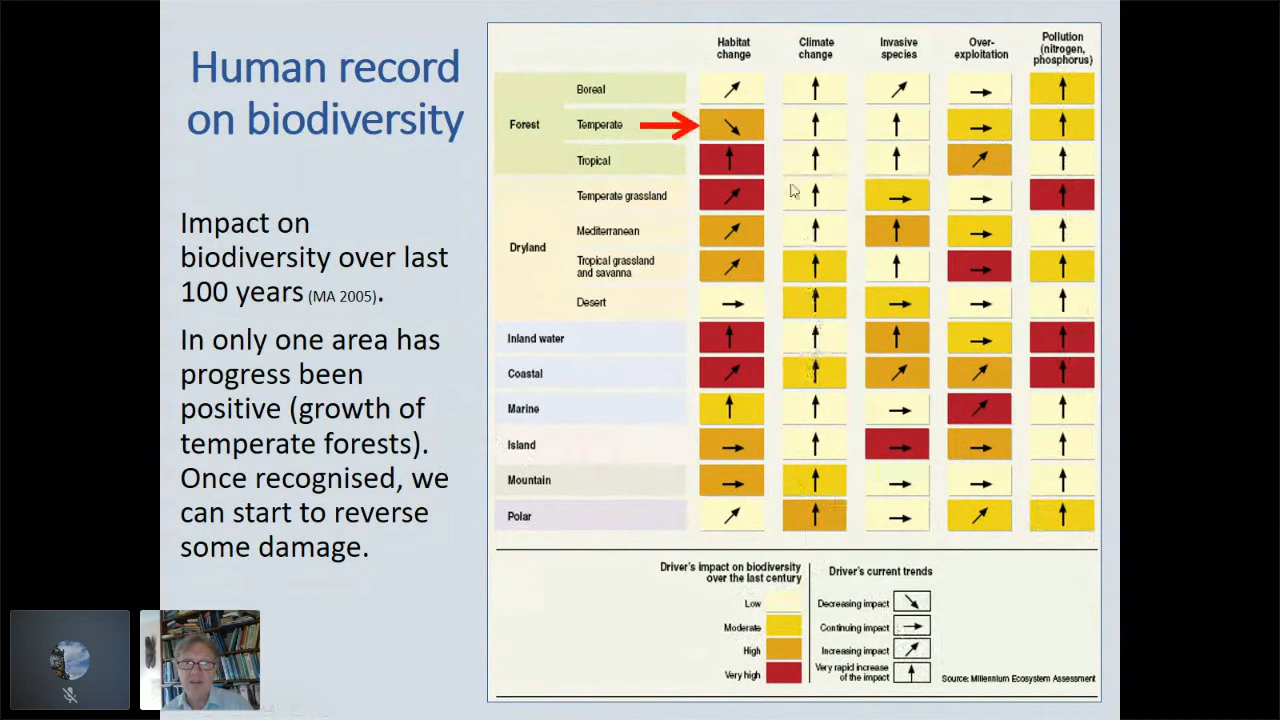 Human record
on biodiversity
Impact on
biodiversity over last
100 years (MA 2005).
In only one area has
progress been
positive (growth of
temperate forests).
Once recognised, we
can start to reverse
some damage.
Habitat change
Climate change
Invasive species
Over-exploitation
Pollution (nitrogen, phosphorus)
Forest
Boreal
Temperate
Tropical
Dryland
Temperate grassland
Mediterranean
Tropical grassland
and savanna
Desert
Inland water
Coastal
Marine
Island
Mountain
Polar
Driver's impact on biodiversity
over the last century
Low
Moderate
High
Very high
Driver's current trends
Decreasing impact
Continuing impact
Increasing impact
Very rapid increase
of the impact
Source: Millennium Ecosystem Assessment